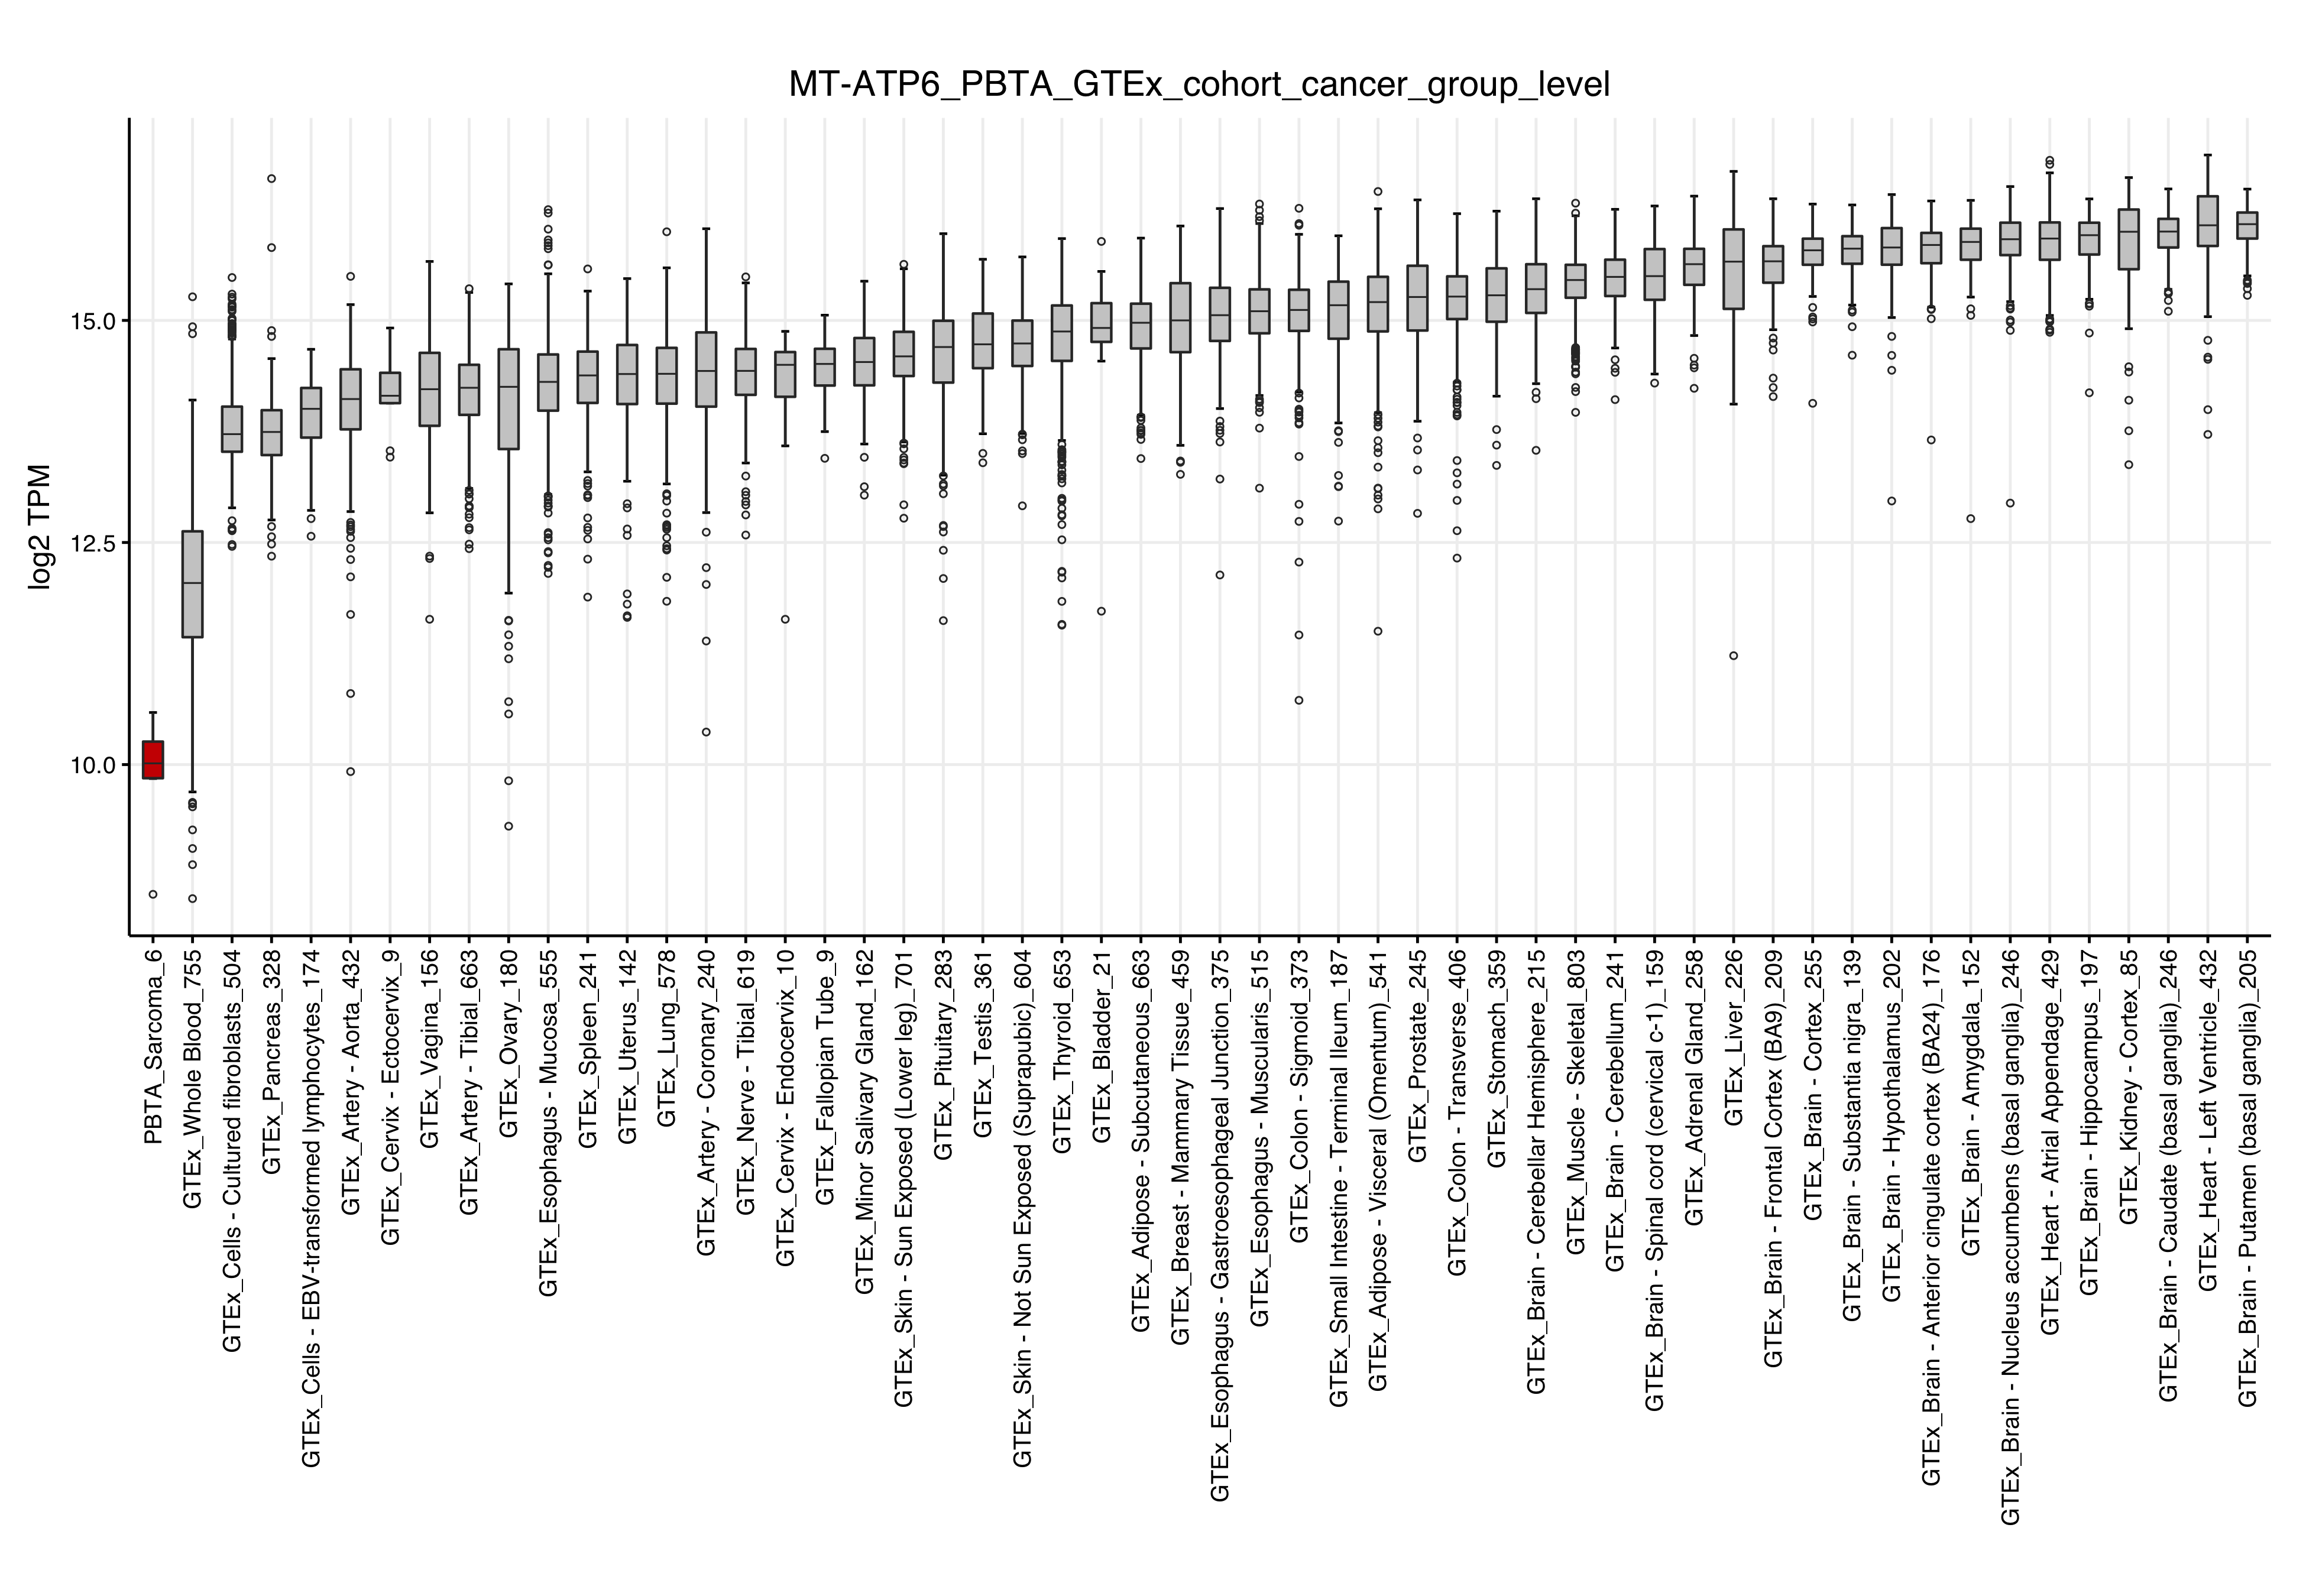 MT-ATP6_PBTA_GTEx_cohort_cancer_group_level
log2 TPM
15.0
12.5
10.0
PBTA_Sarcoma_6
GTEx_Whole Blood_755
GTEx_Cells - Cultured fibroblasts_504
GTEx_Pancreas_328
GTEx_Cells - EBV-transformed lymphocytes_174
GTEx_Artery - Aorta_432
GTEx_Cervix - Ectocervix_9
GTEx_Vagina_156
GTEx_Artery - Tibial_663
GTEx_Ovary_180
GTEx_Esophagus - Mucosa_555
GTEx_Spleen_241
GTEx_Uterus_142
GTEx_Lung_578
GTEx_Artery - Coronary_240
GTEx_Nerve - Tibial_619
GTEx_Cervix - Endocervix_10
GTEx_Fallopian Tube_9
GTEx_Minor Salivary Gland_162
GTEx_Skin - Sun Exposed (Lower leg)_701
GTEx_Pituitary_283
GTEx_Testis_361
GTEx_Skin - Not Sun Exposed (Suprapubic)_604
GTEx_Thyroid_653
GTEx_Bladder_21
GTEx_Adipose - Subcutaneous_663
GTEx_Breast - Mammary Tissue_459
GTEx_Esophagus - Gastroesophageal Junction_375
GTEx_Esophagus - Muscularis_515
GTEx_Colon - Sigmoid_373
GTEx_Small Intestine - Terminal Ileum_187
GTEx_Adipose - Visceral (Omentum)_541
GTEx_Prostate_245
GTEx_Colon - Transverse_406
GTEx_Stomach_359
GTEx_Brain - Cerebellar Hemisphere_215
GTEx_Muscle - Skeletal_803
GTEx_Brain - Cerebellum_241
GTEx_Brain - Spinal cord (cervical c-1)_159
GTEx_Adrenal Gland_258
GTEx_Liver_226
GTEx_Brain - Frontal Cortex (BA9)_209
GTEx_Brain - Cortex_255
GTEx_Brain - Substantia nigra_139
GTEx_Brain - Hypothalamus_202
GTEx_Brain - Anterior cingulate cortex (BA24)_176
GTEx_Brain - Amygdala_152
GTEx_Brain - Nucleus accumbens (basal ganglia)_246
GTEx_Heart - Atrial Appendage_429
GTEx_Brain - Hippocampus_197
GTEx_Kidney - Cortex_85
GTEx_Brain - Caudate (basal ganglia)_246
GTEx_Heart - Left Ventricle_432
GTEx_Brain - Putamen (basal ganglia)_205